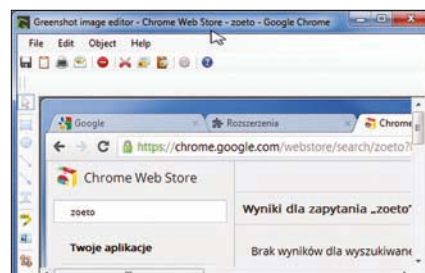 Greenshot image editor - Chrome Web Store - zoeto - Google Chrome
File Edit Object Help
Google Rozszerzenia Chrome
https://chrome.google.com/webstore/search/zoeto?
Chrome Web Store
zoeto
Wyniki dla zapytania „zoeto"
Twoje aplikacje
Brak wyników dla wyszukiwane